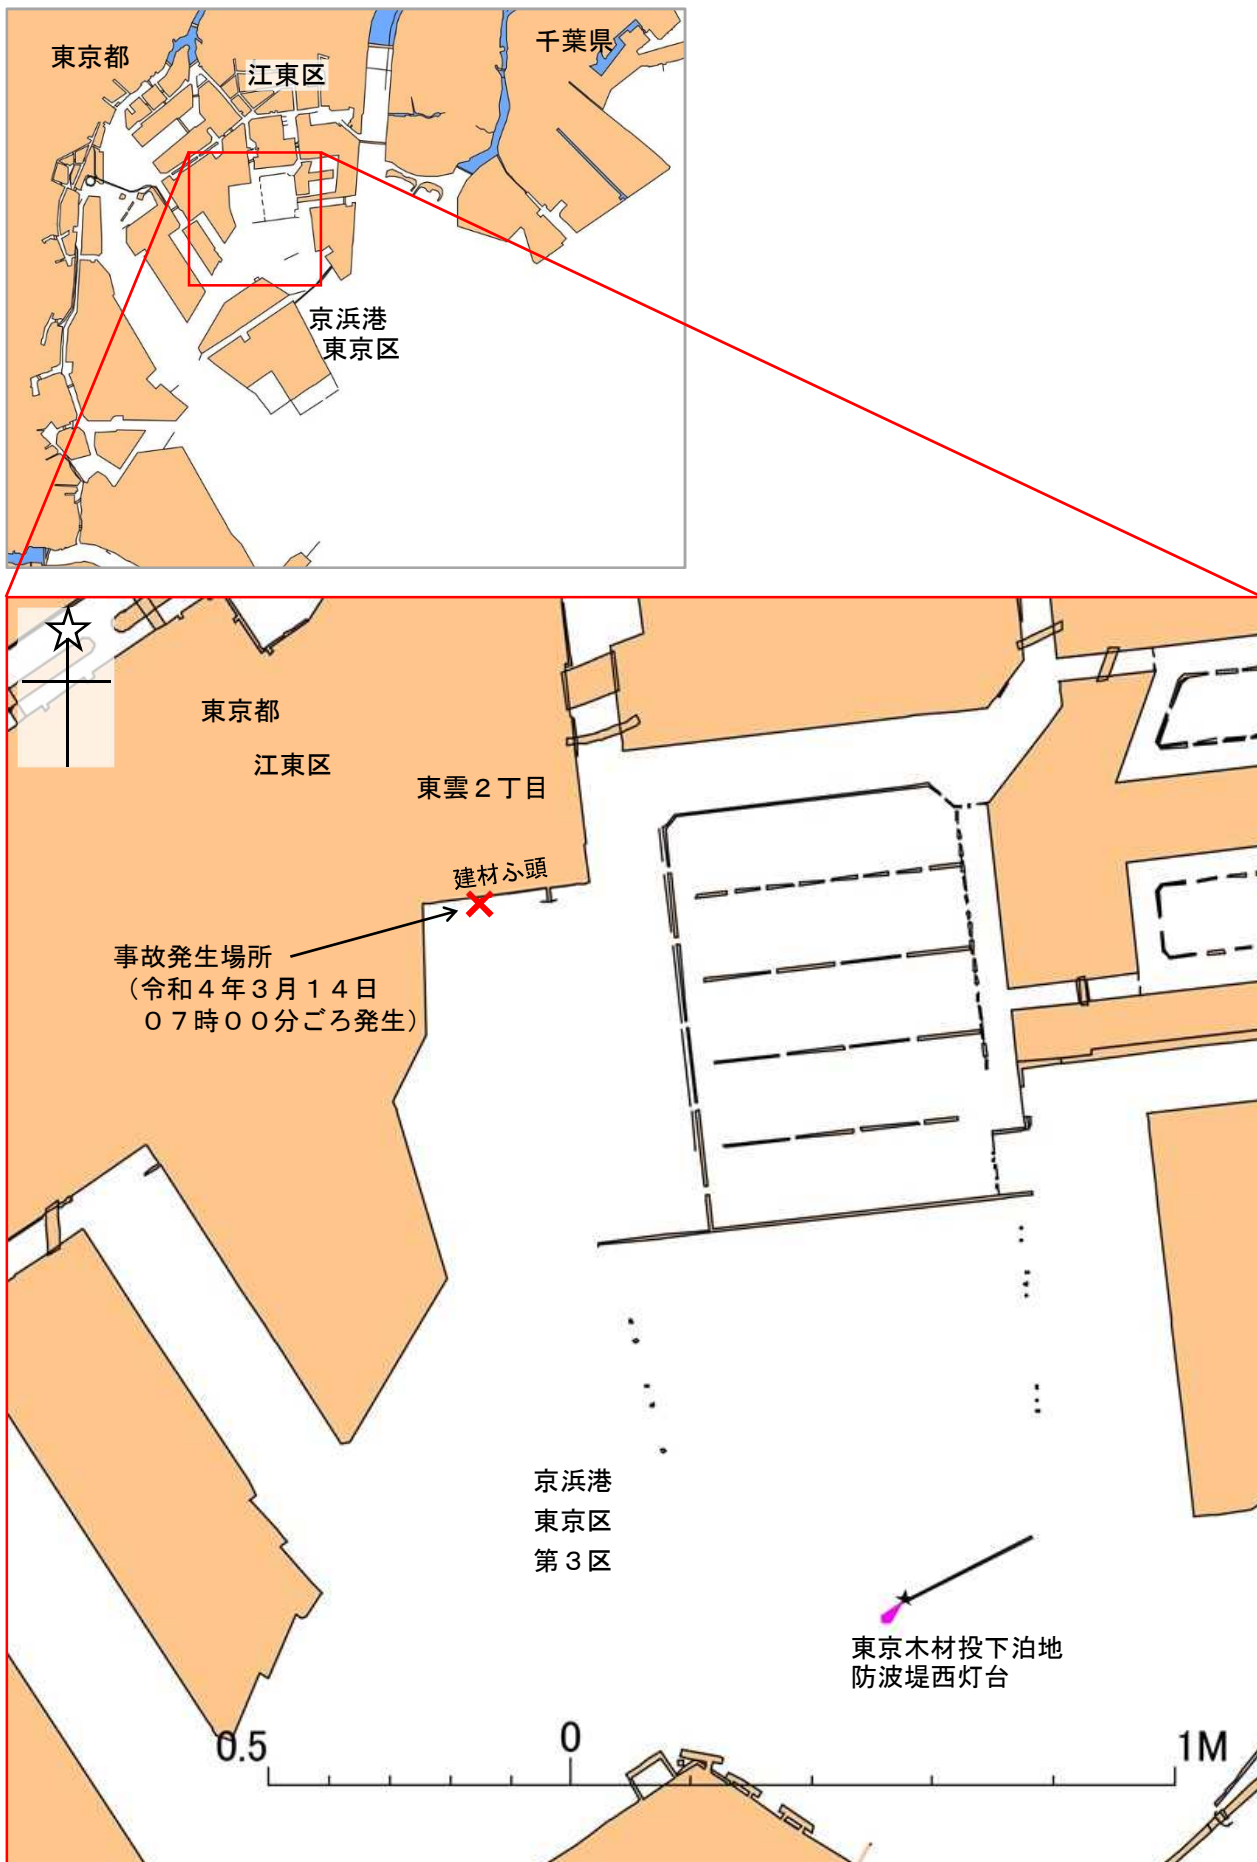 東京都
江東区
千葉県
京浜港
東京区
東京都
江東区
東雲２丁目
建材ふ頭
事故発生場所
（令和４年３月１４日
０７時００分ごろ発生）
京浜港
東京区
第３区
東京木材投下泊地
防波堤西灯台
0.5 0 1M